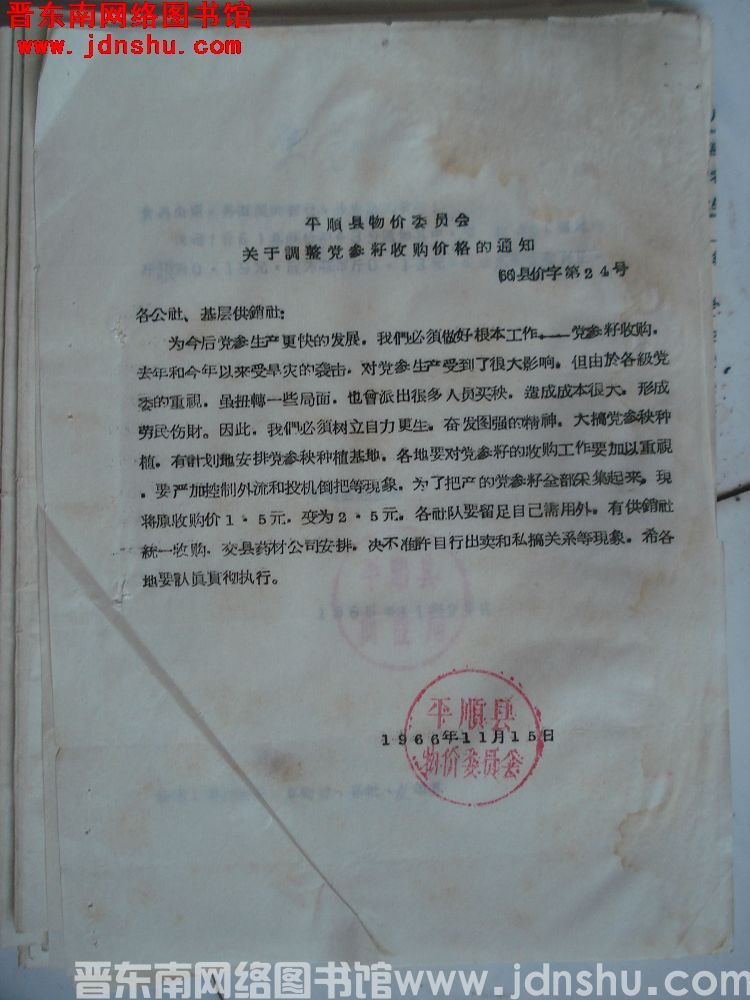 晋东南网络图书馆
www.jdnshu.com
平順县物价委员会
关于調整党参籽收购价格的通知
(66)县价字第24号
各公社、基层供銷社:
为今后党参生产更快的发展，我們必须做好根本工作——党参籽收购。
去年和今年以来受旱灾的袭击，对党参生产受到了很大影响，但由於各級党
委的重視，虽扭轉一些局面，也曾派出很多人员买秧，造成成本很大，形成
劳民伤財。因此，我們必须树立自力更生，奋发图强的精神，大搞党参秧种
植，有計划地安排党参秧种植基地，各地要对党参籽的收购工作要加以重視
，要严加控制外流和投机倒把等現象，为了把产的党参籽全部采集起来，現
将原收购价1·5元，变为2·5元，各社队要留足自己需用外，有供銷社
統一收购，交县药材公司安排，决不准許自行出卖和私搞关系等現象，希各
地要認眞貫彻执行。
平順县
物价委员会
1966年11月15日
晋东南网络图书馆www.jdnshu.com